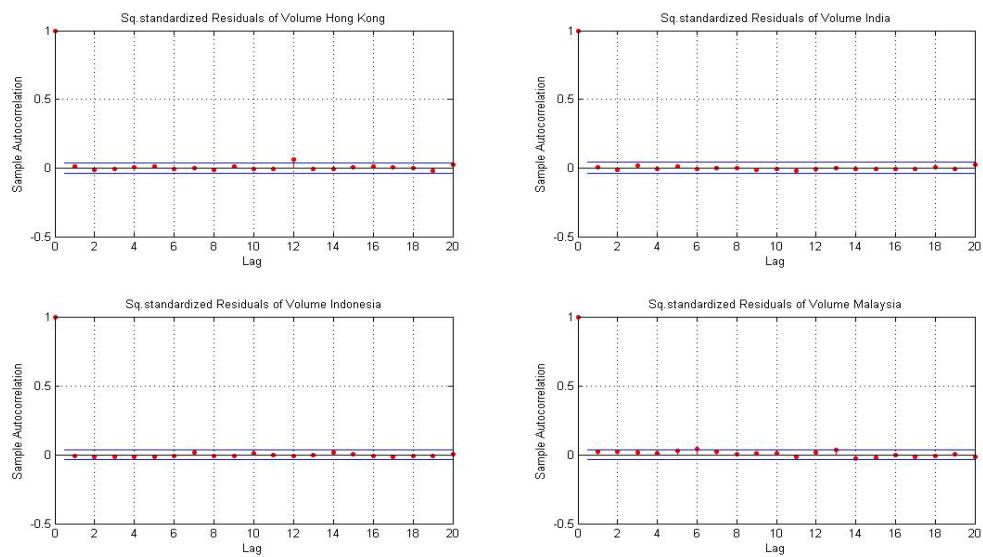 Sq.standardized Residuals of Volume Hong Kong
1
0.5
0
-0.5
Sample Autocorrelation
0 2 4 6 8 10 12 14 16 18 20
Lag
Sq.standardized Residuals of Volume India
1
0.5
0
-0.5
Sample Autocorrelation
0 2 4 6 8 10 12 14 16 18 20
Lag
Sq.standardized Residuals of Volume Indonesia
1
0.5
0
-0.5
Sample Autocorrelation
0 2 4 6 8 10 12 14 16 18 20
Lag
Sq.standardized Residuals of Volume Malaysia
1
0.5
0
-0.5
Sample Autocorrelation
0 2 4 6 8 10 12 14 16 18 20
Lag